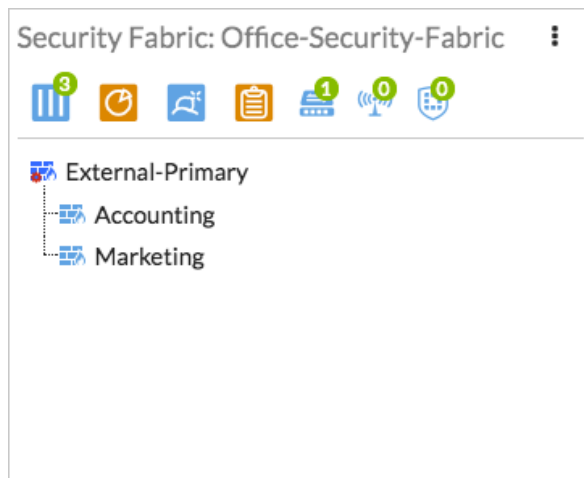 Security Fabric: Office-Security-Fabric
3 1 0 0
External-Primary
Accounting
Marketing